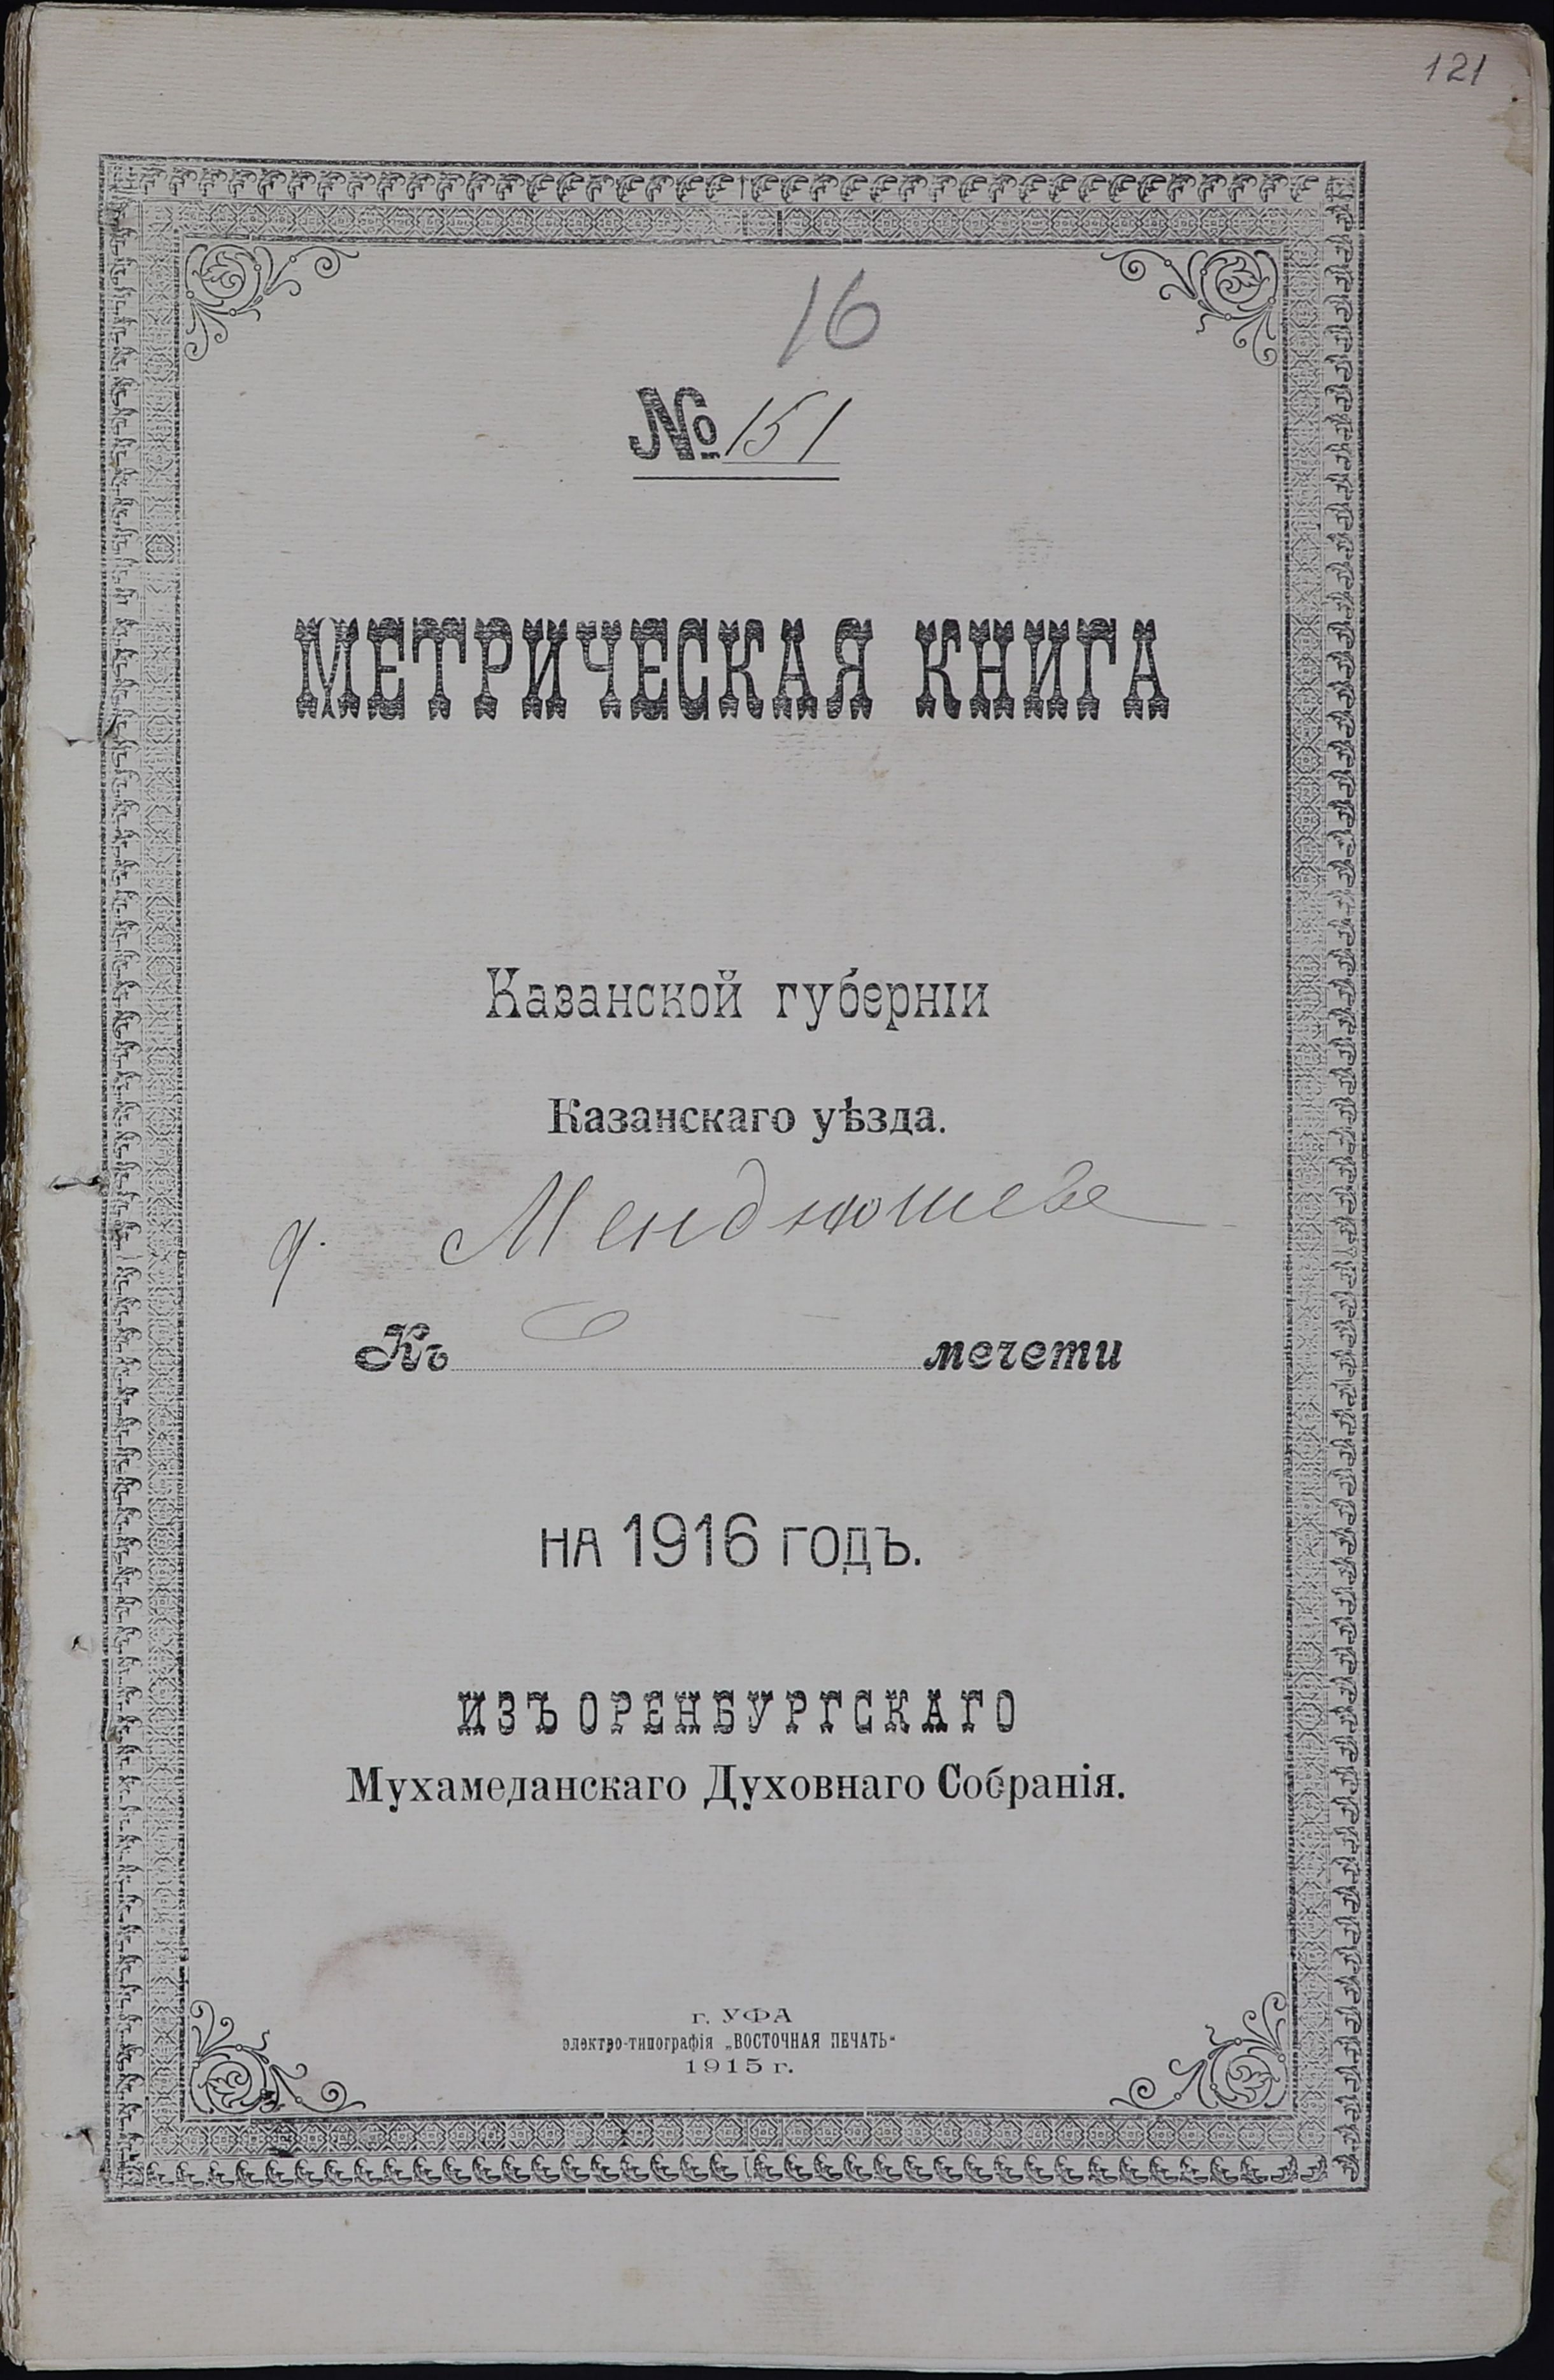 121
16
№ 151
МЕТРИЧЕСКАЯ КНИГА
Казанской губерніи
Казанскаго уѣзда.
д. Мендюшеве
Къ мечети
НА 1916 ГОДЪ.
ИЗЪ ОРЕНБУРГСКАГО
Мухамеданскаго Духовнаго Собранія.
г. УФА
электро-типографія „ВОСТОЧНАЯ ПЕЧАТЬ“
1915 г.